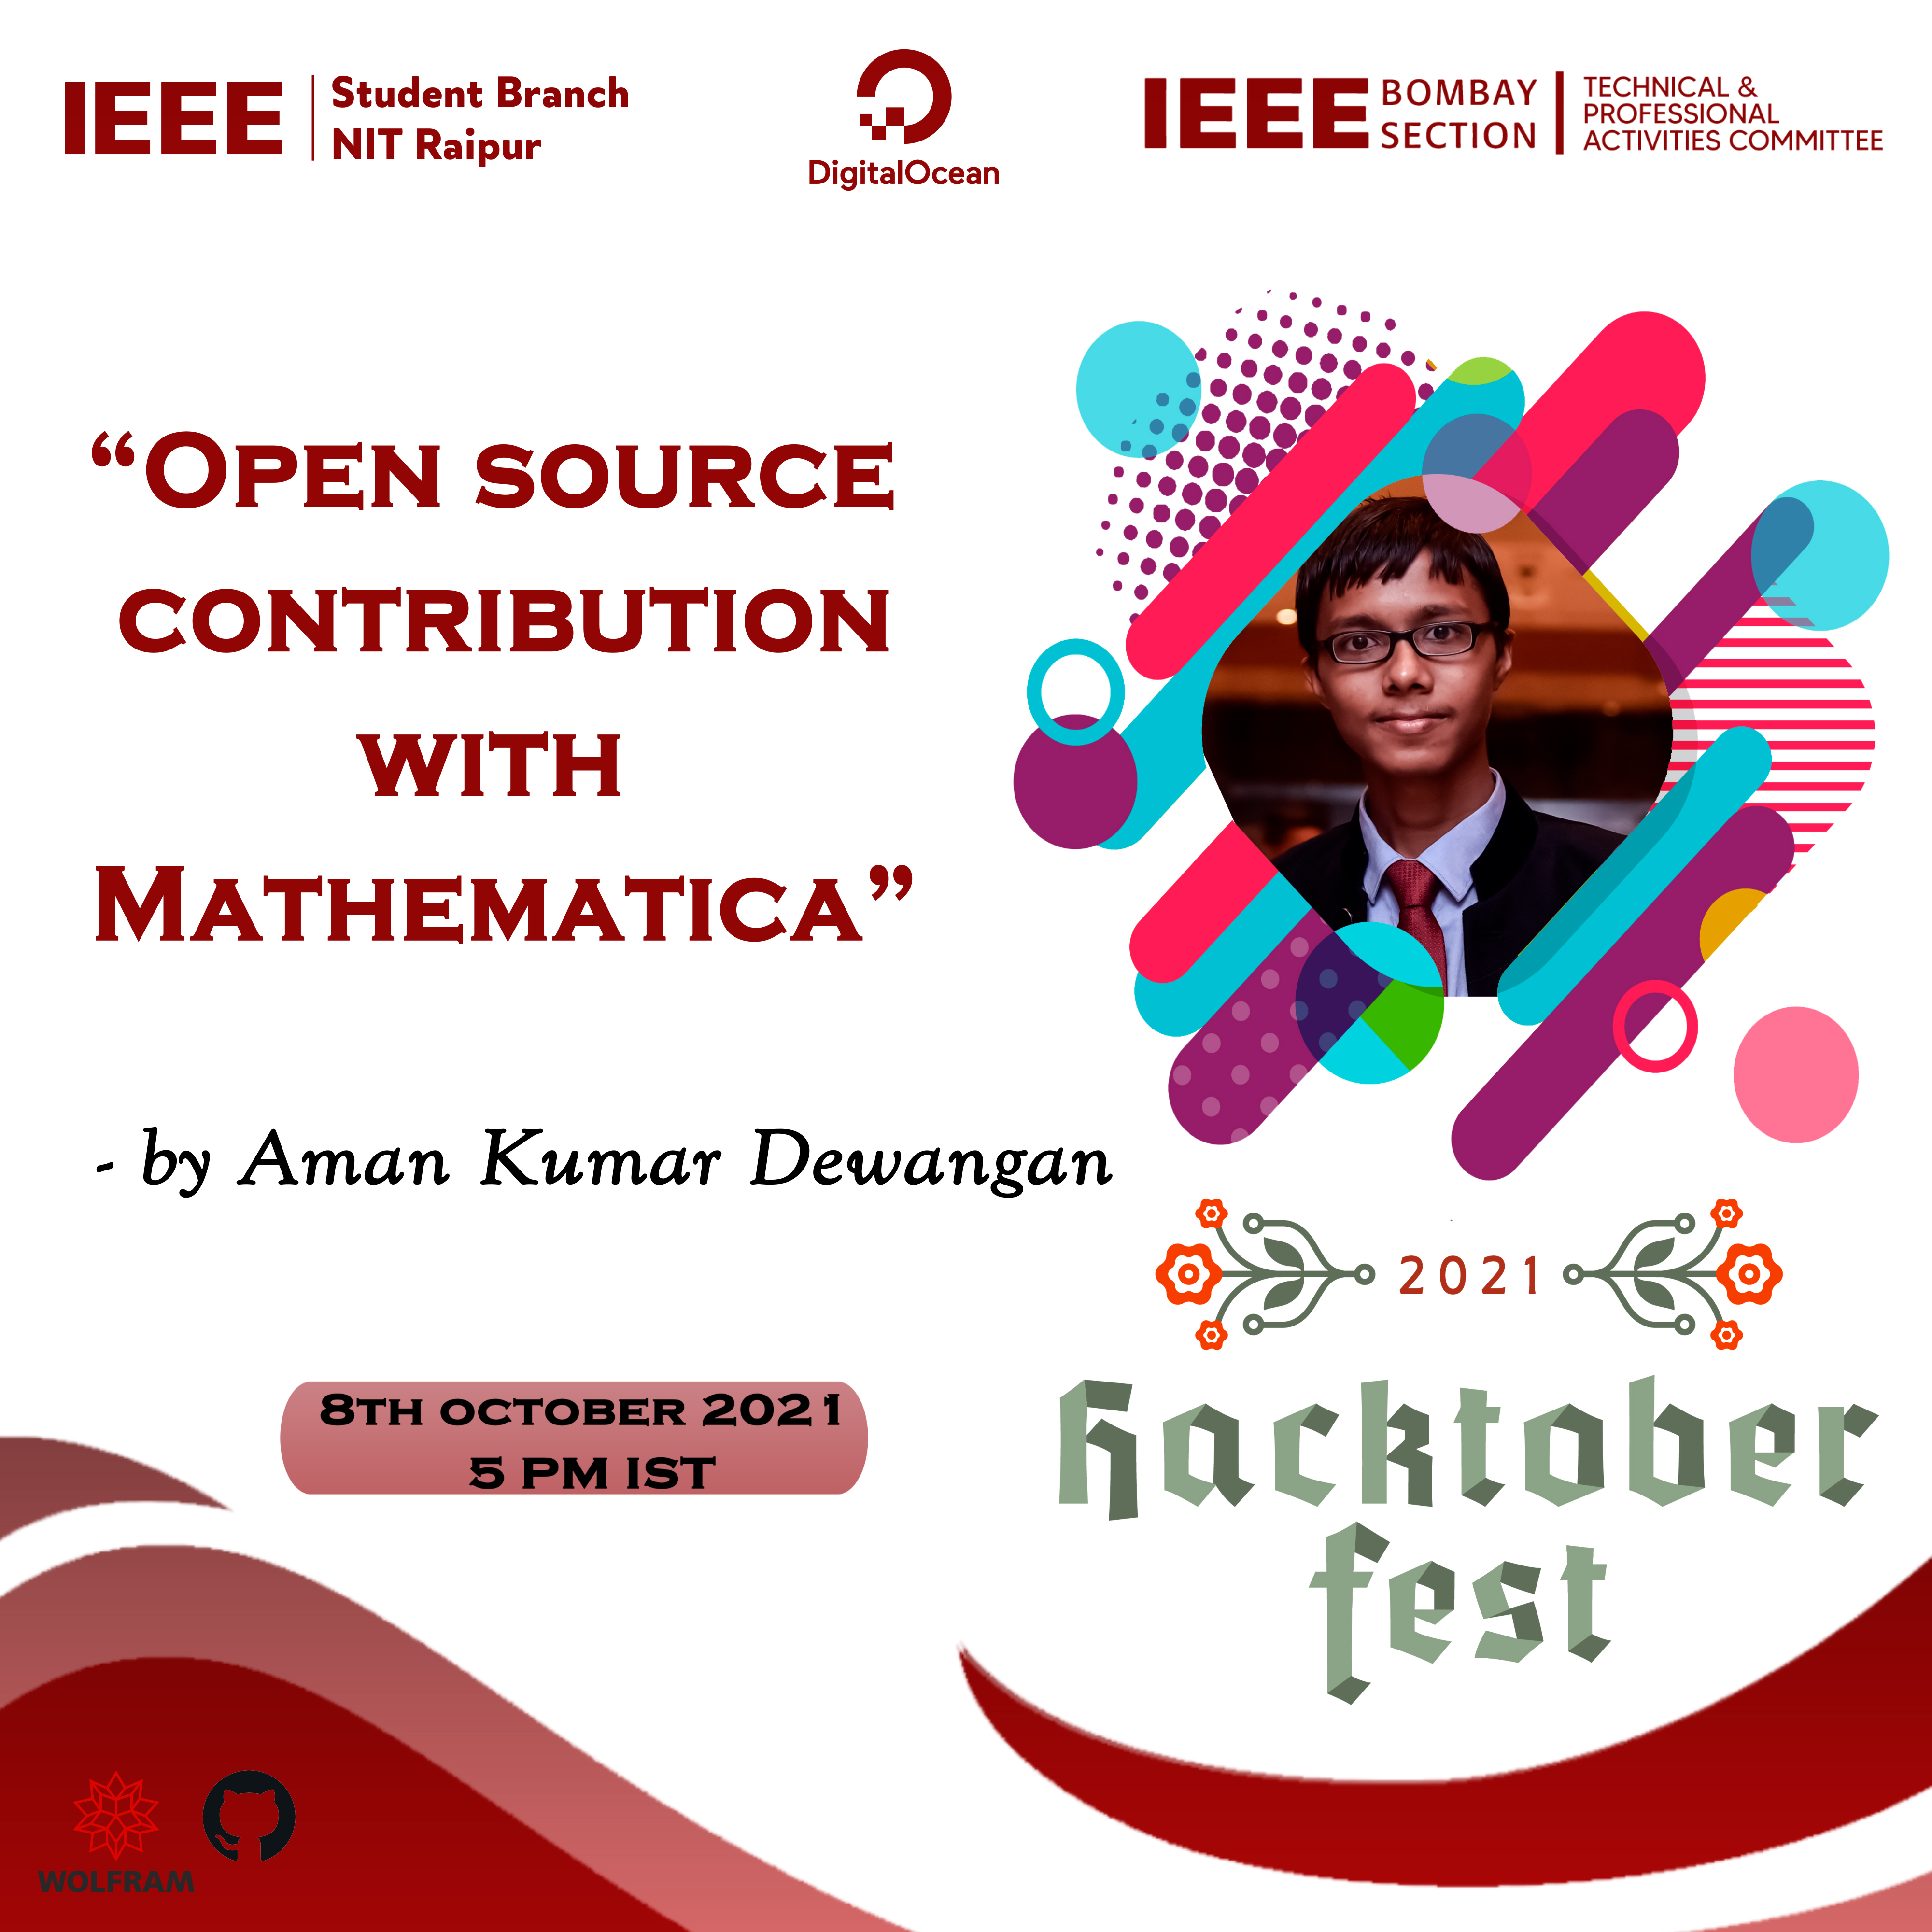 IEEE
Student Branch
NIT Raipur
DigitalOcean
IEEE BOMBAY
SECTION
TECHNICAL &
PROFESSIONAL
ACTIVITIES COMMITTEE
“OPEN SOURCE
CONTRIBUTION
WITH
MATHEMATICA”
- by Aman Kumar Dewangan
2021
8TH OCTOBER 2021
5 PM IST
hacktober
fest
WOLFRAM